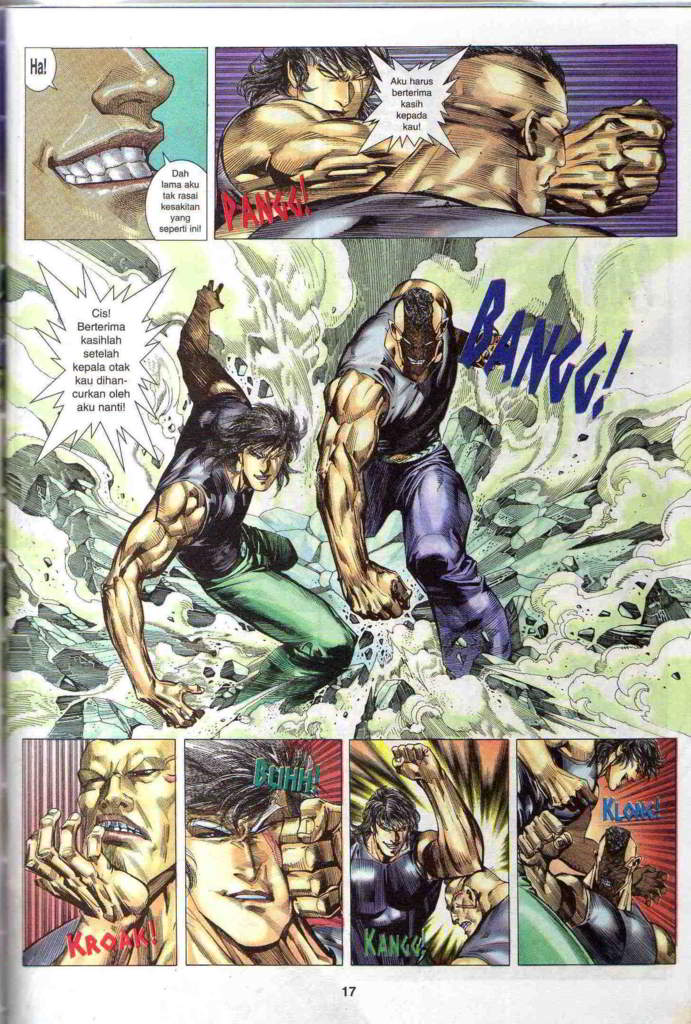 Ha!
Dah
lama aku
tak rasai
kesakitan
yang
seperti ini!
Aku harus
berterima
kasih
kepada
kau!
PANGG!
Cis!
Berterima
kasihlah
setelah
kepala otak
kau dihan-
curkan oleh
aku nanti!
BANGG!
KROAK!
BUHH!
KANGG!
KLONG!
17